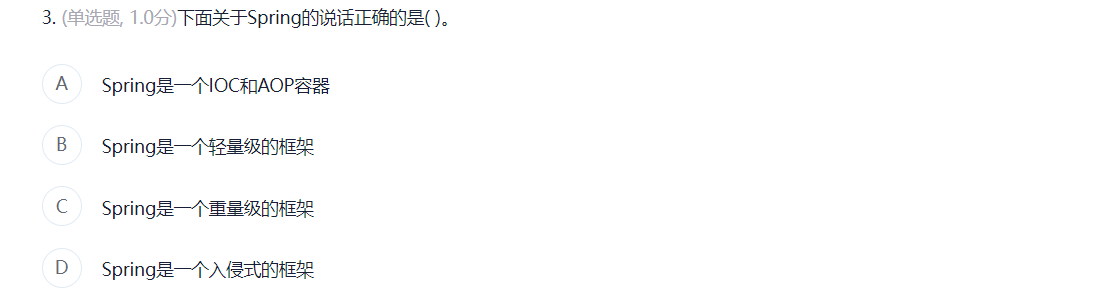 3. (单选题, 1.0分)下面关于Spring的说话正确的是( )。
A Spring是一个IOC和AOP容器
B Spring是一个轻量级的框架
C Spring是一个重量级的框架
D Spring是一个入侵式的框架